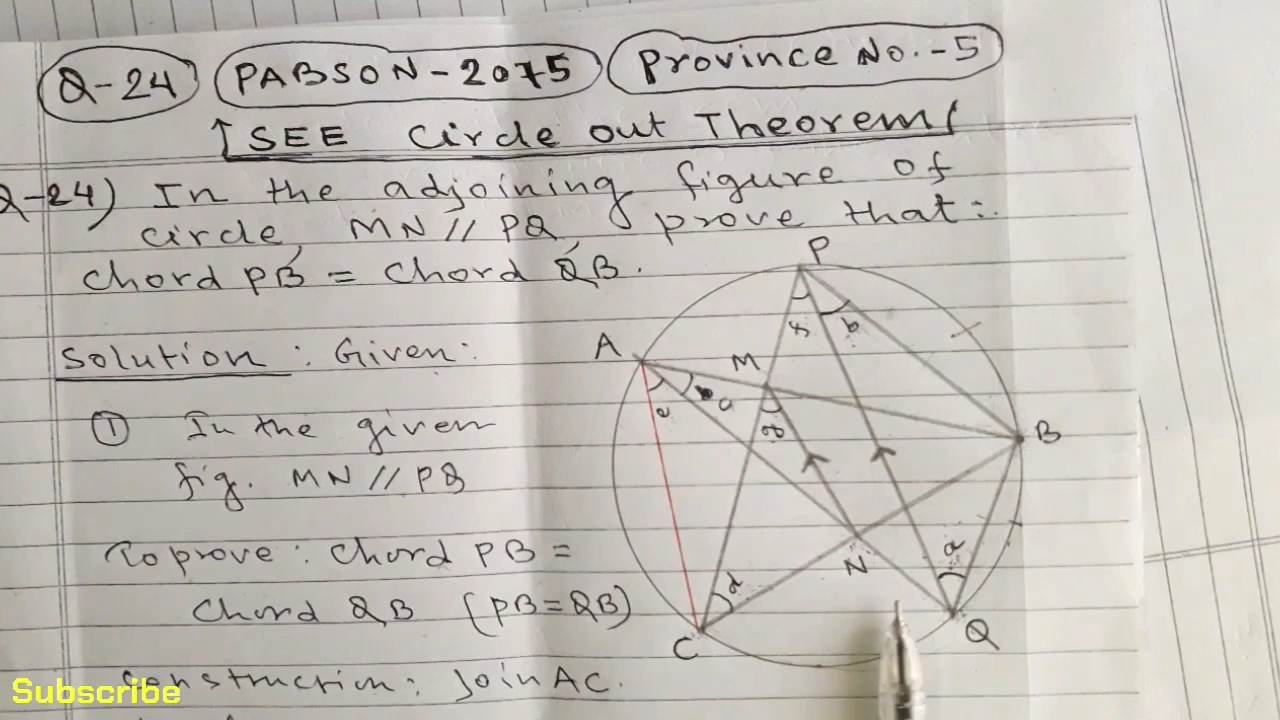 Q-24 PABSON-2075 Province No.-5
SEE Circle out Theorem
Q-24) In the adjoining figure of
circle, MN // PQ, prove that:
chord PB = chord QB.
Solution: Given:
① In the given
fig. MN // PQ
To prove: Chord PB =
Chord QB (PB=QB)
Construction: Join AC.
P
A
M
B
N
C
Q
e
c
d
a
b
Subscribe